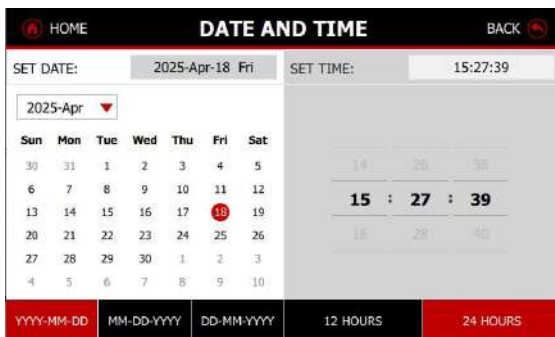 HOME DATE AND TIME BACK
SET DATE: 2025-Apr-18 Fri SET TIME: 15:27:39
2025-Apr
Sun Mon Tue Wed Thu Fri Sat
30 31 1 2 3 4 5
6 7 8 9 10 11 12
13 14 15 16 17 18 19
20 21 22 23 24 25 26
27 28 29 30 1 2 3
4 5 6 7 8 9 10
14 26 38
15 : 27 : 39
16 28 40
YYYY-MM-DD MM-DD-YYYY DD-MM-YYYY 12 HOURS 24 HOURS